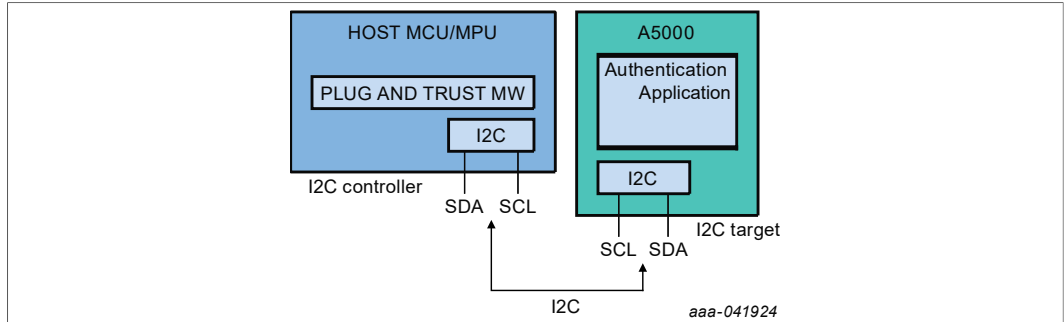 HOST MCU/MPU
PLUG AND TRUST MW
I2C
I2C controller
SDA SCL
A5000
Authentication
Application
I2C
I2C target
SCL SDA
I2C
aaa-041924